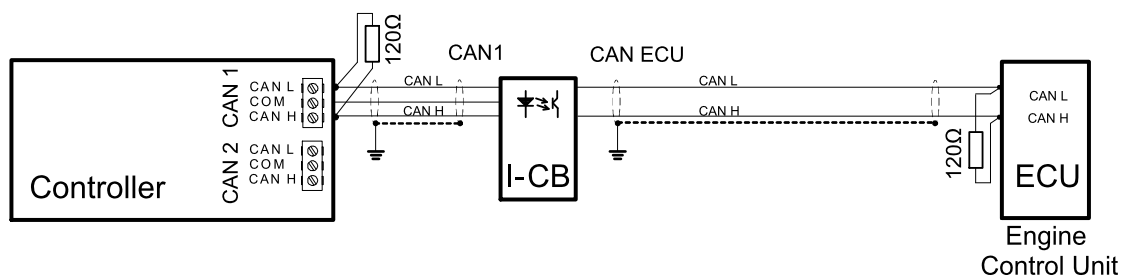 120Ω
CAN1
CAN ECU
CAN 1
CAN L
COM
CAN H
CAN L
CAN H
CAN L
CAN H
CAN L
CAN H
CAN 2
CAN L
COM
CAN H
Controller
I-CB
120Ω
ECU
Engine
Control Unit